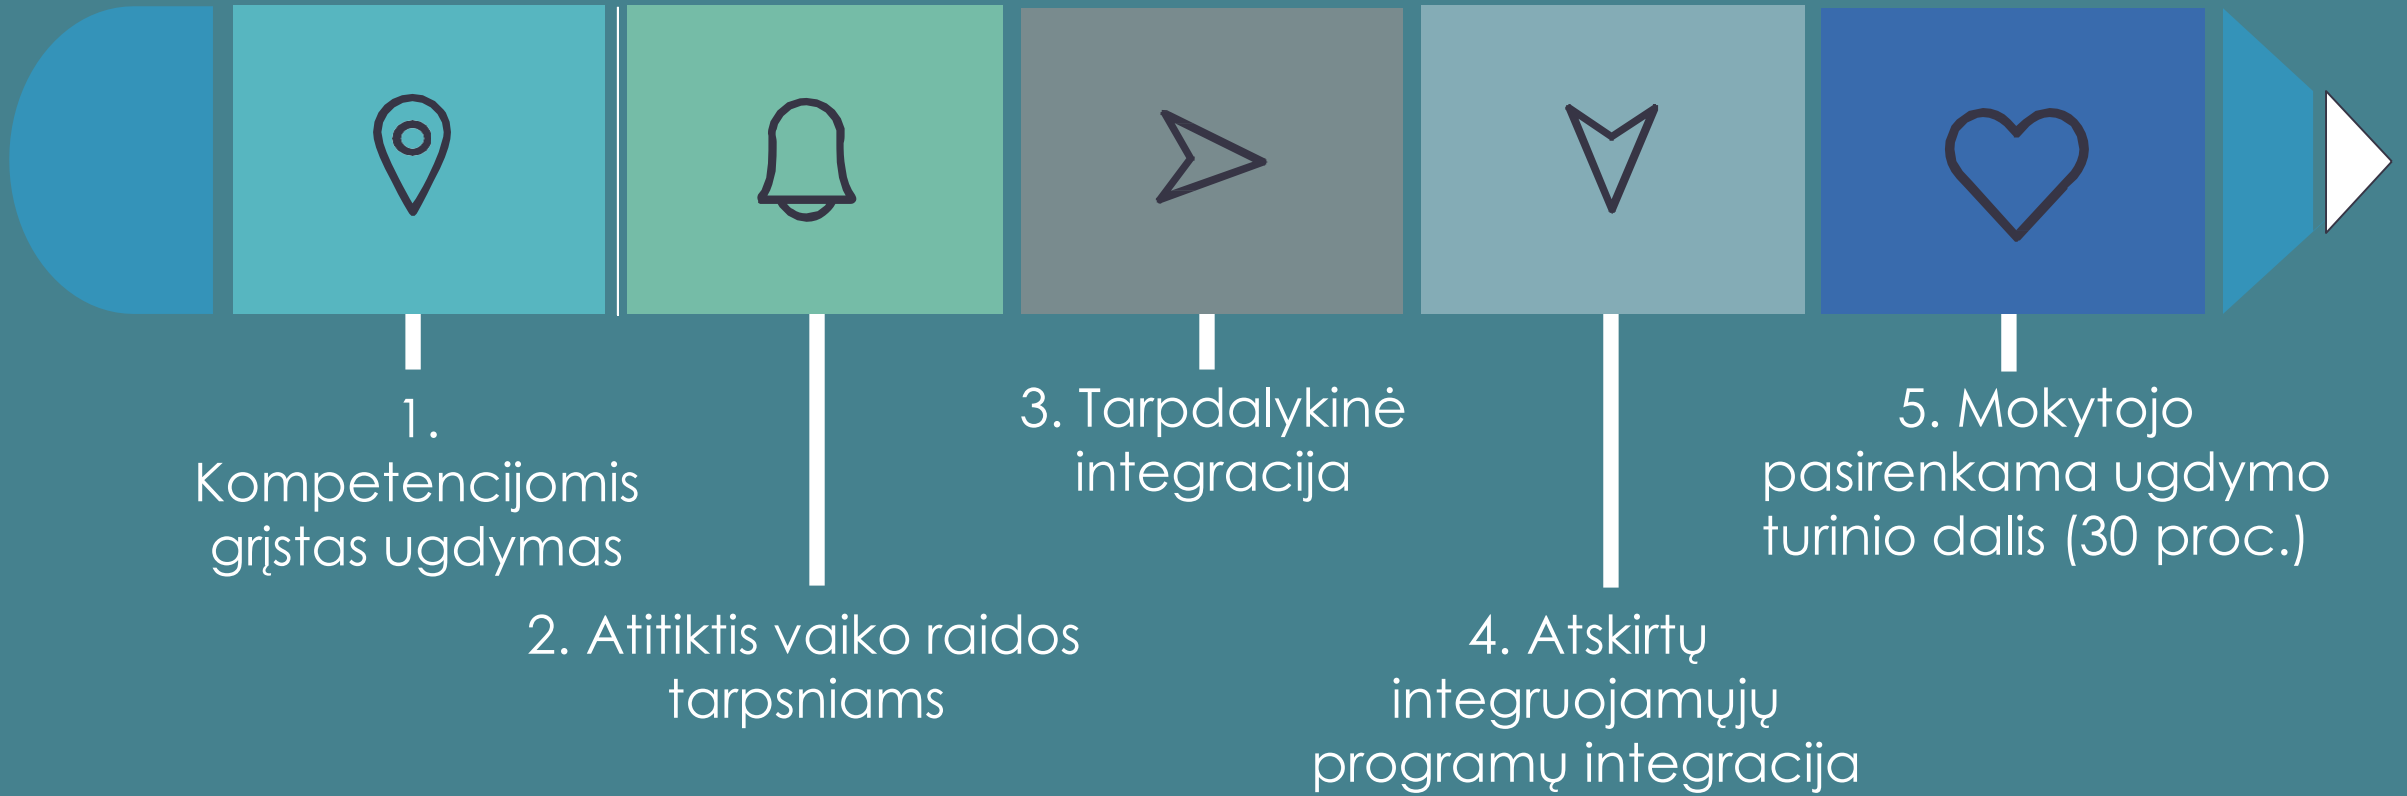 1.
Kompetencijomis
grįstas ugdymas
2. Atitiktis vaiko raidos
tarpsniams
3. Tarpdalykinė
integracija
4. Atskirtų
integruojamųjų
programų integracija
5. Mokytojo
pasirenkama ugdymo
turinio dalis (30 proc.)